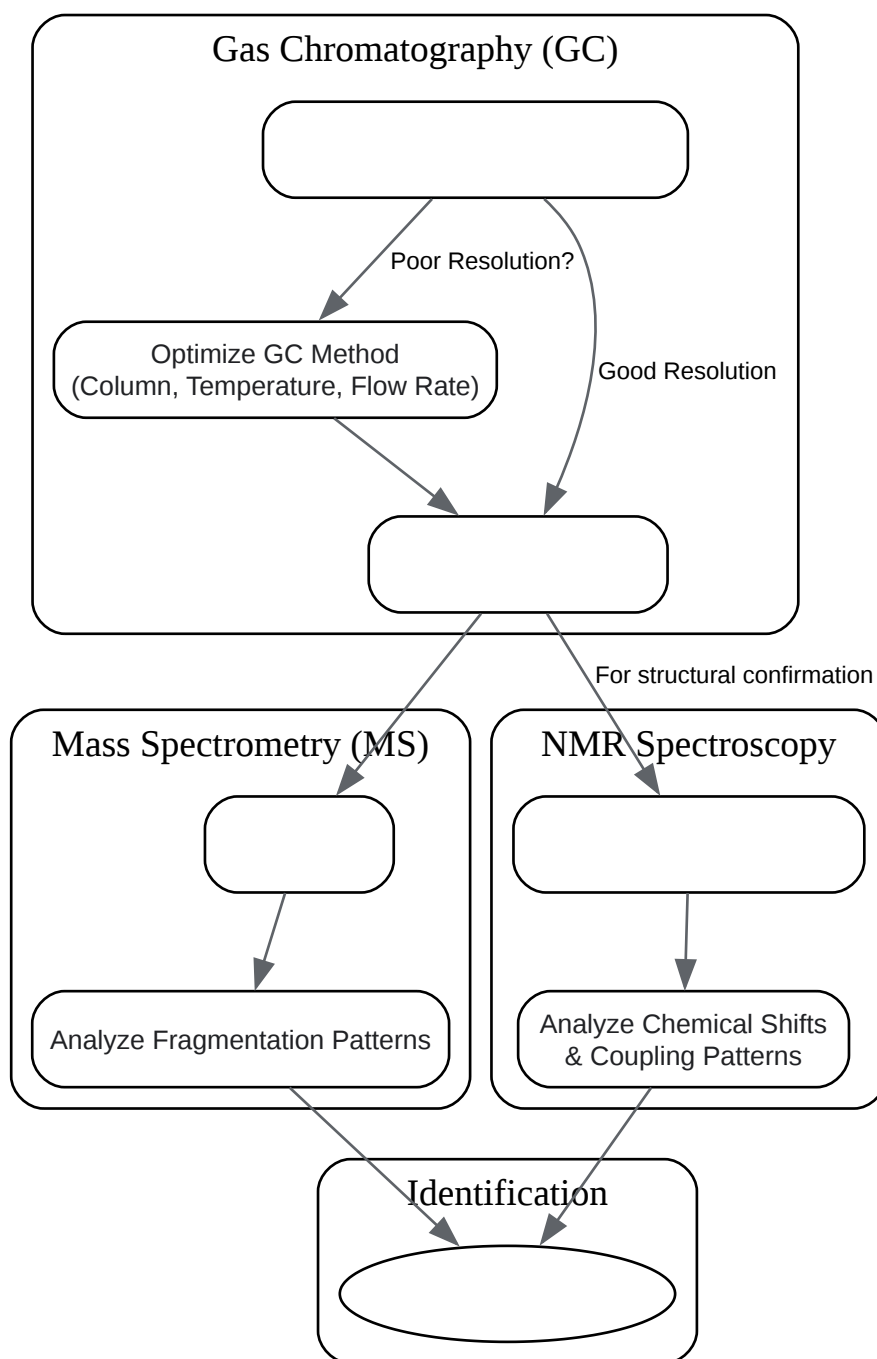 Gas Chromatography (GC)
Poor Resolution?
Optimize GC Method
(Column, Temperature, Flow Rate)
Good Resolution
For structural confirmation
Mass Spectrometry (MS)
NMR Spectroscopy
Analyze Fragmentation Patterns
Analyze Chemical Shifts
& Coupling Patterns
Identification